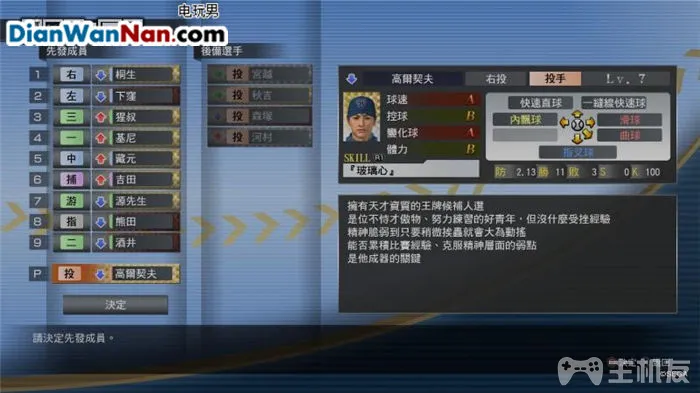 电玩男
DianWanNan.com
先發成員
後備選手
1 右 桐生
2 左 下窪
3 三 猩叔
4 一 基尼
5 中 藏元
6 捕 吉田
7 游 源先生
8 指 熊田
9 二 酒井
P 投 高爾契夫
決定
投 宮越
投 秋吉
投 森塚
投 河村
高爾契夫 右投 投手 Lv. 7
球速 A
控球 B
變化球 A
體力 B
SKILL(R)
『玻璃心』
快速直球 一縫線快速球
內飄球 滑球
曲球
指叉球
防 2.13 勝 11 敗 3 S 0 K 100
擁有天才資質的王牌候補人選
是位不恃才傲物、努力練習的好青年，但沒什麼受挫經驗
精神脆弱到只要稍微挨轟就會大為動搖
能否累積比賽經驗、克服精神層面的弱點
是他成器的關鍵
請決定先發成員。
©SEGA
主机友